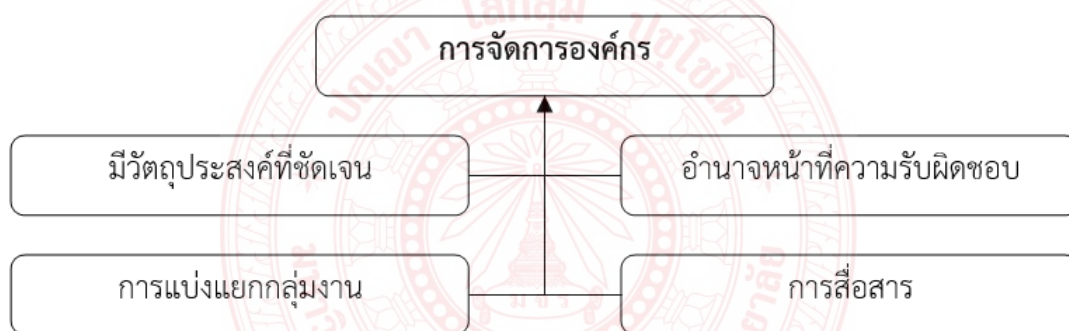 การจัดการองค์กร
มีวัตถุประสงค์ที่ชัดเจน
อำนาจหน้าที่ความรับผิดชอบ
การแบ่งแยกกลุ่มงาน
การสื่อสาร